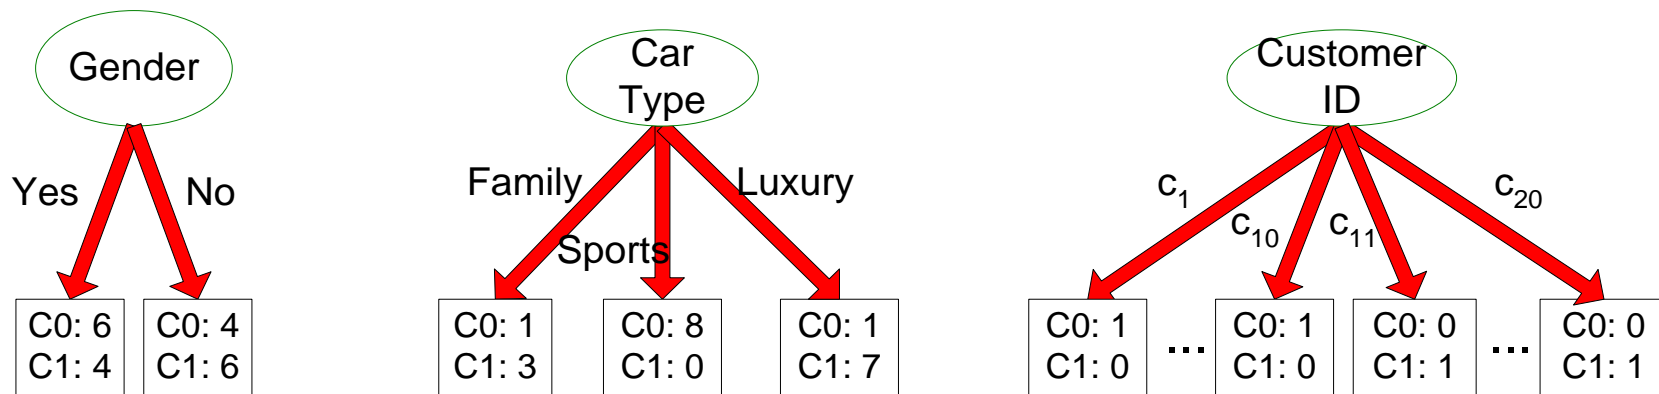 Gender
Yes
No
C0: 6
C1: 4
C0: 4
C1: 6
Car
Type
Family
Sports
Luxury
C0: 1
C1: 3
C0: 8
C1: 0
C0: 1
C1: 7
Customer
ID
c1
c10
c11
c20
C0: 1
C1: 0
...
C0: 1
C1: 0
C0: 0
C1: 1
...
C0: 0
C1: 1